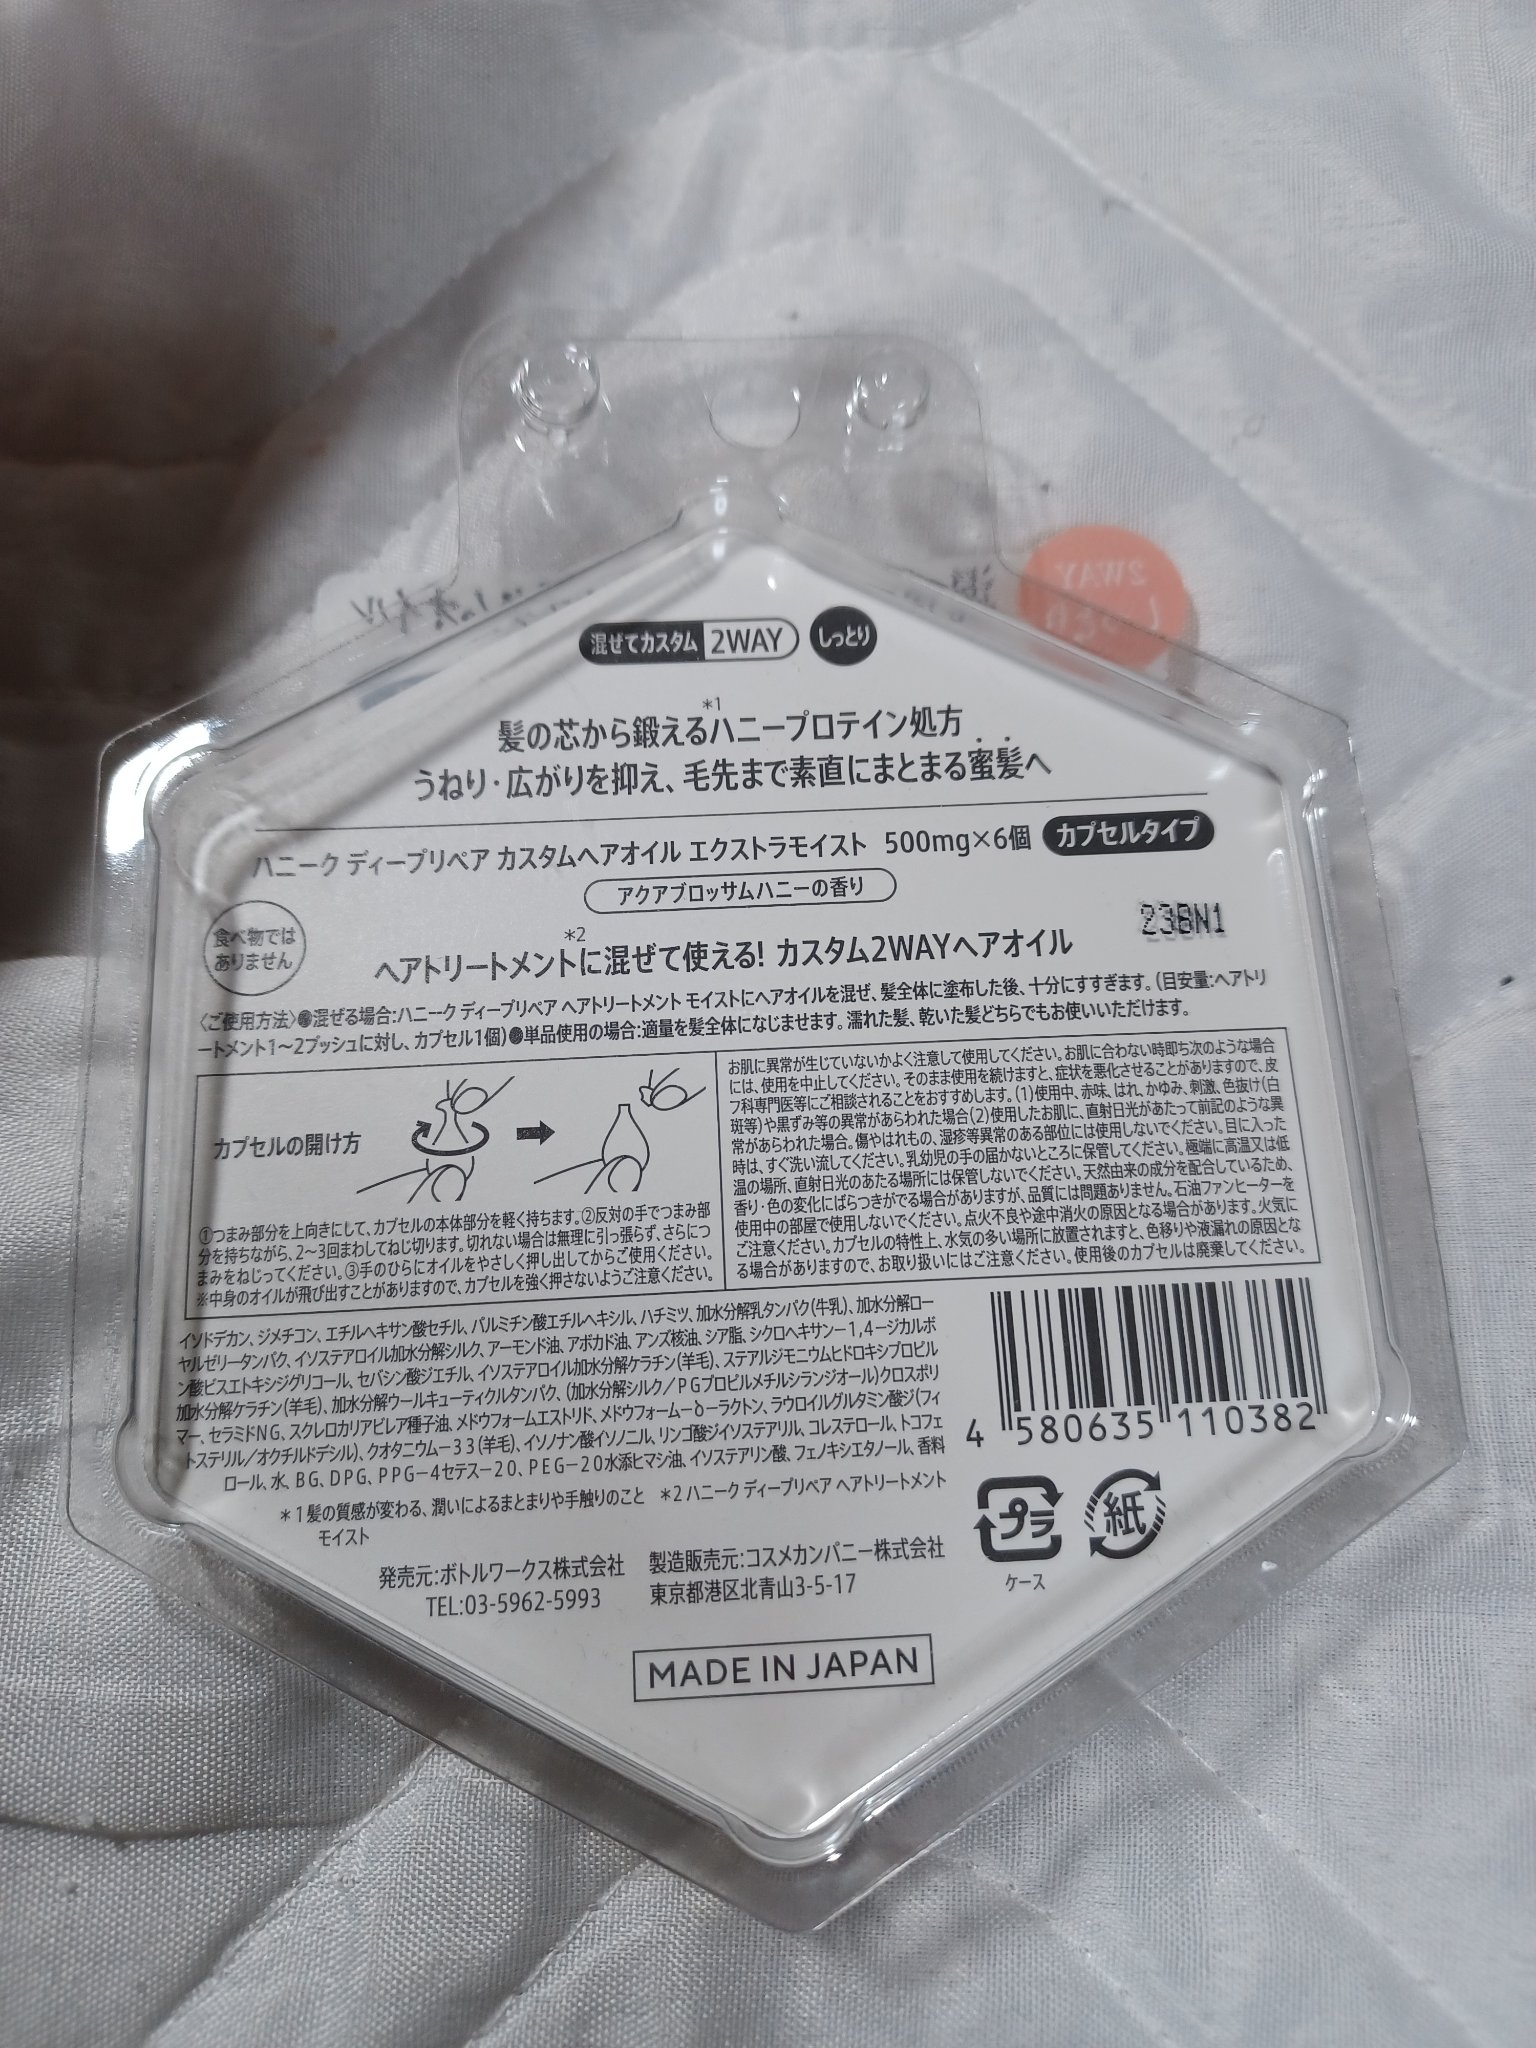 混ぜてカスタム 2WAY しっとり
髪の芯から鍛える*1ハニープロテイン処方
うねり・広がりを抑え、毛先まで素直にまとまる蜜髪へ
ハニーク ディープリペア カスタムヘアオイル エクストラモイスト 500mg×6個 カプセルタイプ
アクアブロッサムハニーの香り
食べ物では
ありません
23BN1
ヘアトリートメント*2に混ぜて使える! カスタム2WAYヘアオイル
〈ご使用方法〉●混ぜる場合:ハニーク ディープリペア ヘアトリートメント モイストにヘアオイルを混ぜ、髪全体に塗布した後、十分にすすぎます。(目安量:ヘアトリ
ートメント1〜2プッシュに対し、カプセル1個)●単品使用の場合:適量を髪全体になじませます。濡れた髪、乾いた髪どちらでもお使いいただけます。
カプセルの開け方
①つまみ部分を上向きにして、カプセルの本体部分を軽く持ちます。②反対の手でつまみ部
分を持ちながら、2〜3回まわしてねじ切ります。切れない場合は無理に引っ張らず、さらにつ
まみをねじってください。③手のひらにオイルをやさしく押し出してからご使用ください。
※中身のオイルが飛び出すことがありますので、カプセルを強く押さないようご注意ください。
お肌に異常が生じていないかよく注意して使用してください。お肌に合わない時即ち次のような場合
には、使用を中止してください。そのまま使用を続けますと、症状を悪化させることがありますので、皮
フ科専門医等にご相談されることをおすすめします。(1)使用中、赤味、はれ、かゆみ、刺激、色抜け(白
斑等)や黒ずみ等の異常があらわれた場合(2)使用したお肌に、直射日光があたって前記のような異
常があらわれた場合。傷やはれもの、湿疹等異常のある部位には使用しないでください。目に入った
時は、すぐ洗い流してください。乳幼児の手の届かないところに保管してください。極端に高温又は低
温の場所、直射日光のあたる場所には保管しないでください。天然由来の成分を配合しているため、
香り・色の変化にばらつきがでる場合がありますが、品質には問題ありません。石油ファンヒーターを
使用中の部屋で使用しないでください。点火不良や途中消火の原因となる場合があります。火気に
ご注意ください。カプセルの特性上、水気の多い場所に放置されますと、色移りや液漏れの原因とな
る場合がありますので、お取り扱いにはご注意ください。使用後のカプセルは廃棄してください。
イソドデカン、ジメチコン、エチルヘキサン酸セチル、パルミチン酸エチルヘキシル、ハチミツ、加水分解乳タンパク(牛乳)、加水分解ロー
ヤルゼリータンパク、イソステアロイル加水分解シルク、アーモンド油、アボカド油、アンズ核油、シア脂、シクロヘキサン-1,4-ジカルボ
ン酸ビスエトキシジグリコール、セバシン酸ジエチル、イソステアロイル加水分解ケラチン(羊毛)、ステアルジモニウムヒドロキシプロピル
加水分解ケラチン(羊毛)、加水分解ウールキューティクルタンパク、(加水分解シルク/PGプロピルメチルシランジオール)クロスポリ
マー、セラミドNG、スクレロカリアビレア種子油、メドウフォームエストリド、メドウフォーム-δ-ラクトン、ラウロイルグルタミン酸ジ(フィ
トステリル/オクチルドデシル)、クオタニウム-33(羊毛)、イソノナン酸イソノニル、リンゴ酸ジイソステアリル、コレステロール、トコフェ
ロール、水、BG、DPG、PPG-4セテス-20、PEG-20水添ヒマシ油、イソステアリン酸、フェノキシエタノール、香料
4 580635 110382
*1髪の質感が変わる、潤いによるまとまりや手触りのこと *2ハニーク ディープリペア ヘアトリートメント
モイスト
プラ 紙
ケース
発売元:ボトルワークス株式会社 製造販売元:コスメカンパニー株式会社
TEL:03-5962-5993 東京都港区北青山3-5-17
MADE IN JAPAN